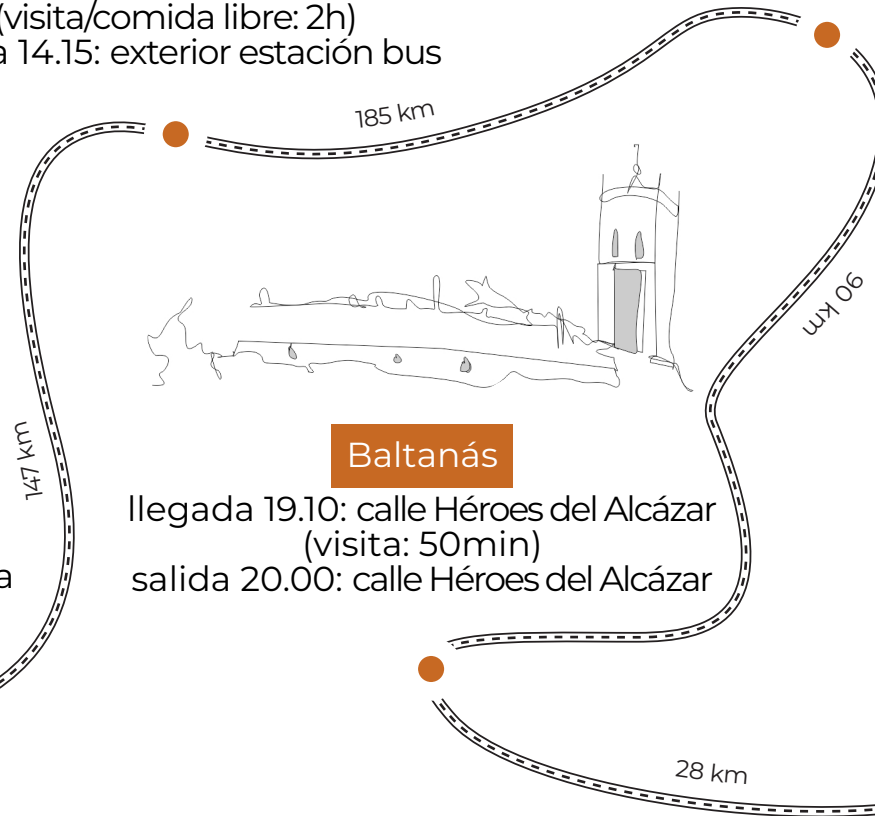 (visita/comida libre: 2h)
a 14.15: exterior estación bus
185 km
90 km
147 km
Baltanás
llegada 19.10: calle Héroes del Alcázar
(visita: 50min)
a
salida 20.00: calle Héroes del Alcázar
28 km